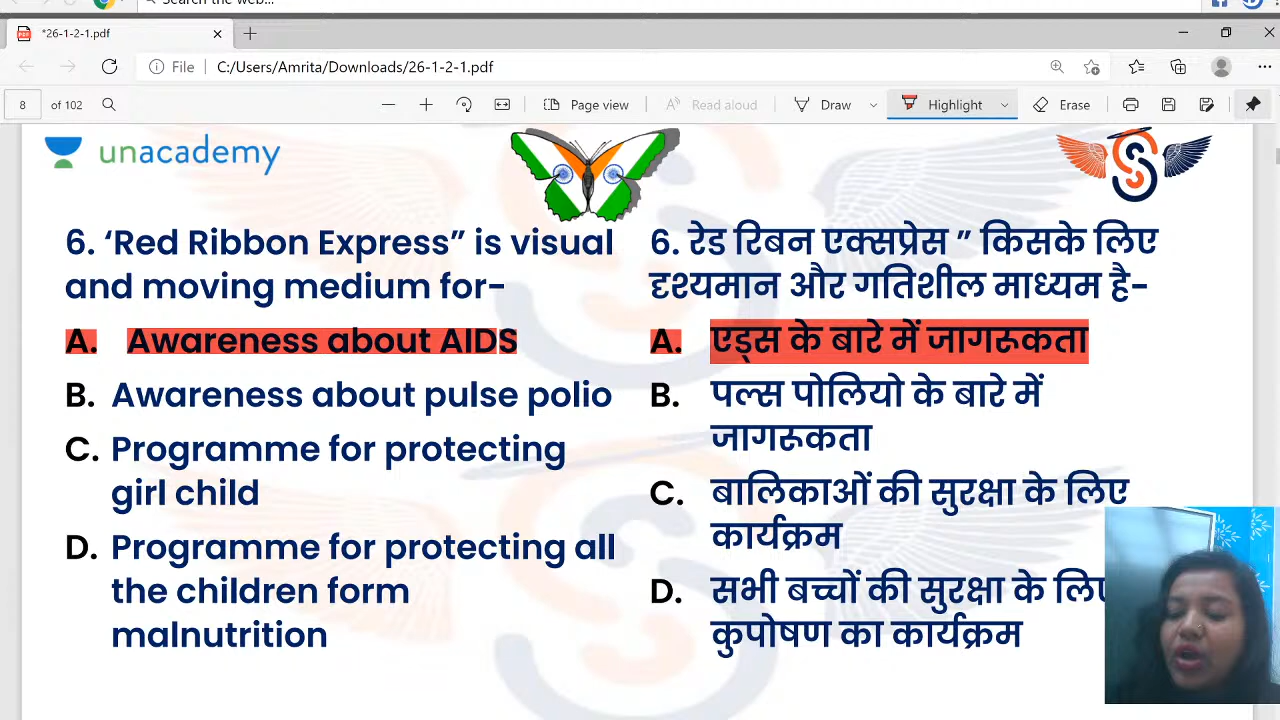 Search the web...
*26-1-2-1.pdf
File C:/Users/Amrita/Downloads/26-1-2-1.pdf
8 of 102 Page view Read aloud Draw Highlight Erase
unacademy
6. ‘Red Ribbon Express” is visual
and moving medium for-
A. Awareness about AIDS
B. Awareness about pulse polio
C. Programme for protecting
girl child
D. Programme for protecting all
the children form
malnutrition
6. रेड रिबन एक्सप्रेस ” किसके लिए
दृश्यमान और गतिशील माध्यम है-
A. एड्स के बारे में जागरूकता
B. पल्स पोलियो के बारे में
जागरूकता
C. बालिकाओं की सुरक्षा के लिए
कार्यक्रम
D. सभी बच्चों की सुरक्षा के लिए
कुपोषण का कार्यक्रम